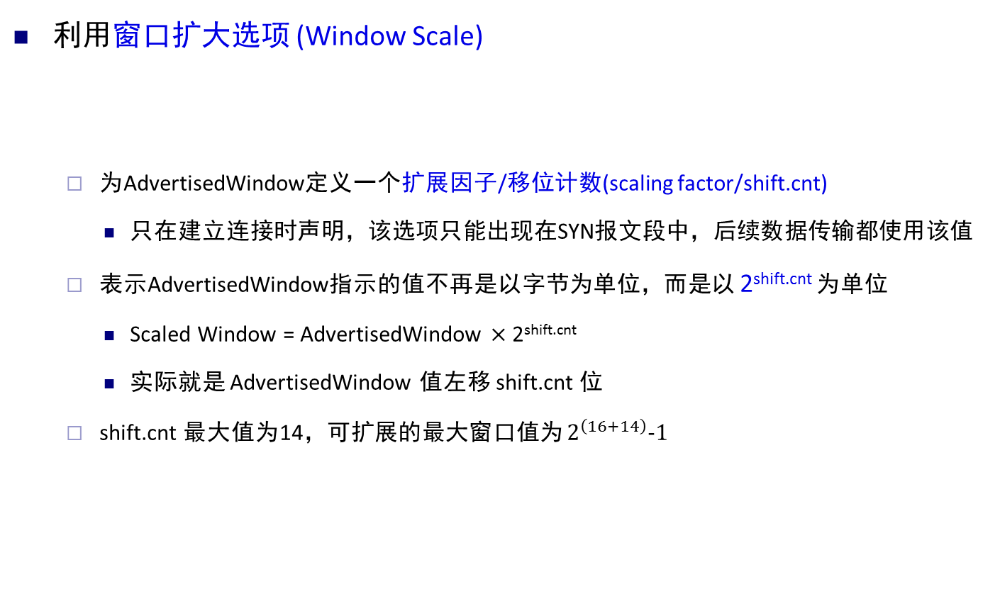 利用窗口扩大选项 (Window Scale)
为AdvertisedWindow定义一个扩展因子/移位计数(scaling factor/shift.cnt)
只在建立连接时声明，该选项只能出现在SYN报文段中，后续数据传输都使用该值
表示AdvertisedWindow指示的值不再是以字节为单位，而是以 2^shift.cnt 为单位
Scaled Window = AdvertisedWindow × 2^shift.cnt
实际就是 AdvertisedWindow 值左移 shift.cnt 位
shift.cnt 最大值为14，可扩展的最大窗口值为 2^(16+14)-1